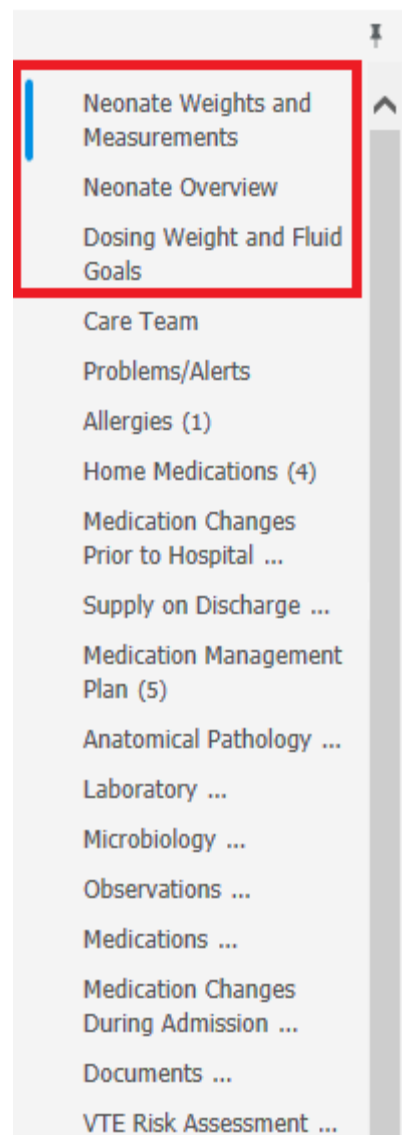 Neonate Weights and
Measurements
Neonate Overview
Dosing Weight and Fluid
Goals
Care Team
Problems/Alerts
Allergies (1)
Home Medications (4)
Medication Changes
Prior to Hospital ...
Supply on Discharge ...
Medication Management
Plan (5)
Anatomical Pathology ...
Laboratory ...
Microbiology ...
Observations ...
Medications ...
Medication Changes
During Admission ...
Documents ...
VTE Risk Assessment ...